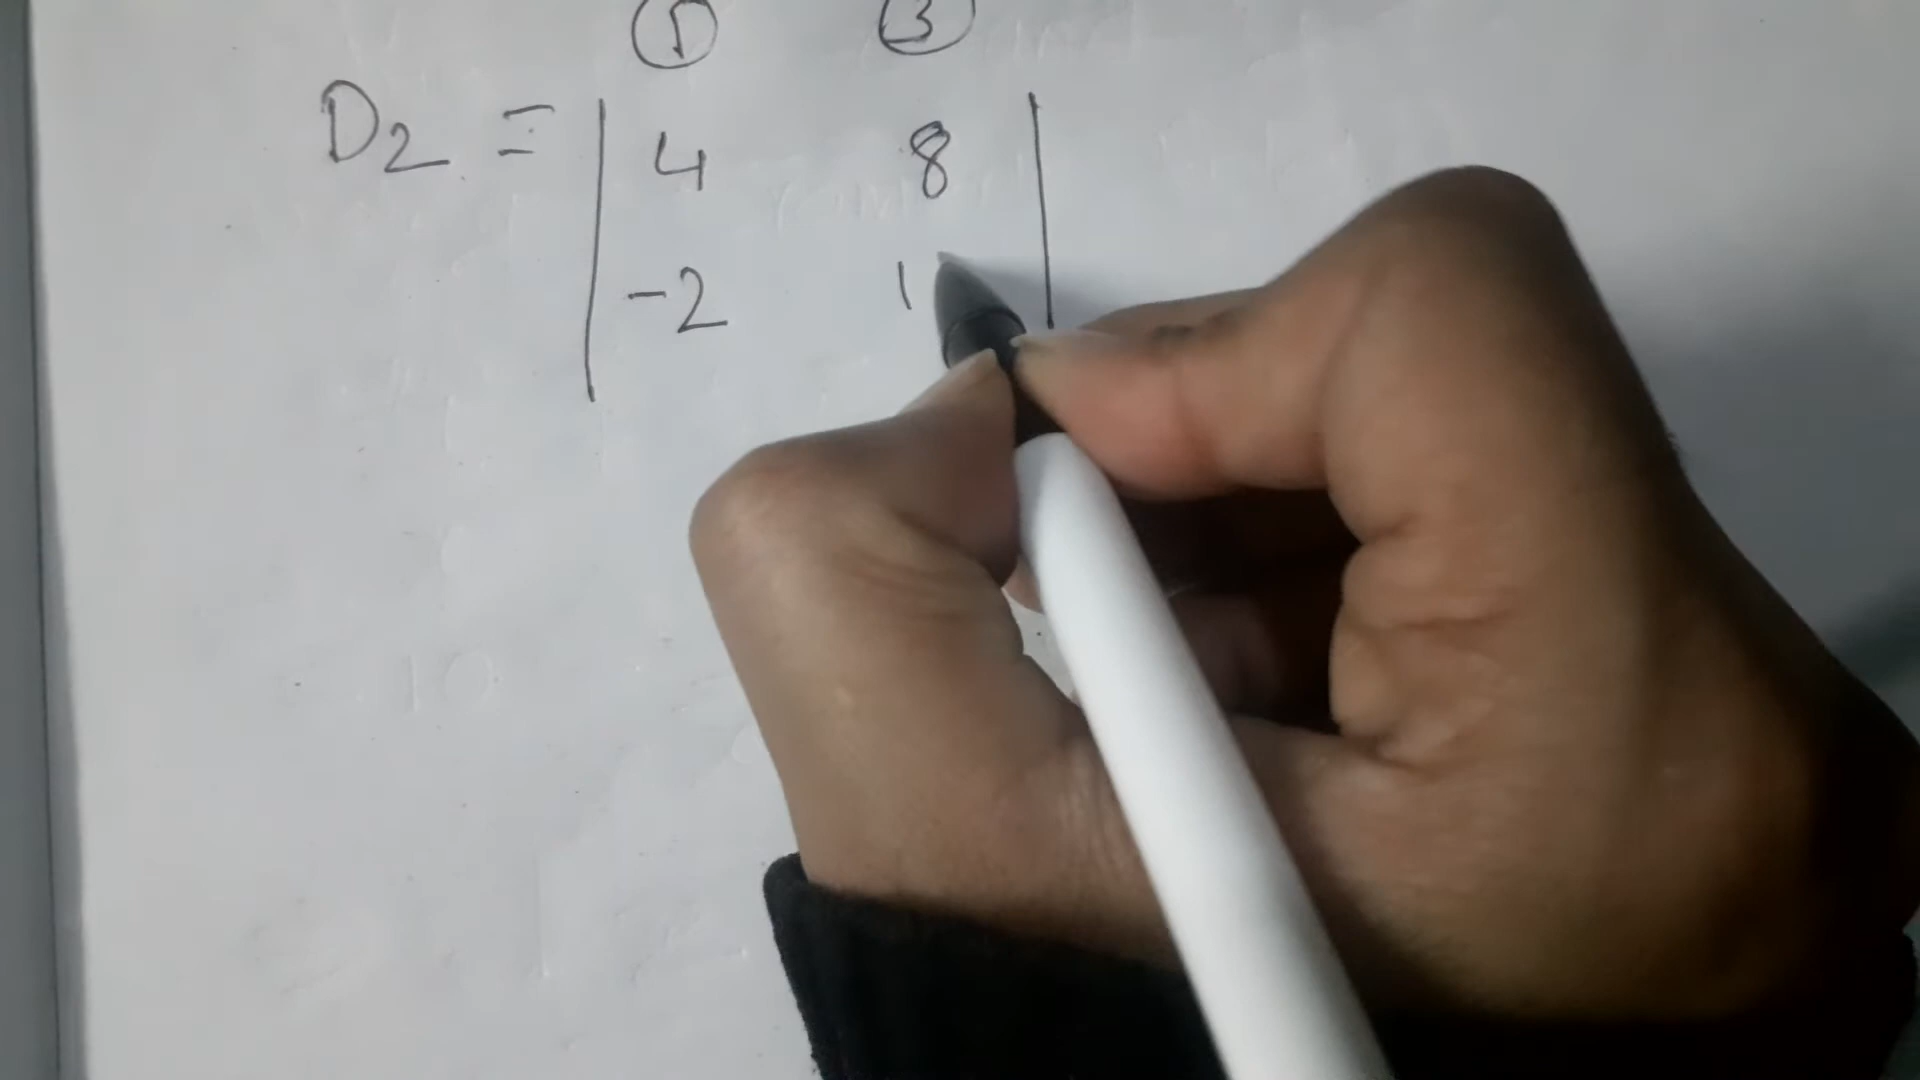 ① ③
D₂ = | 4 8 |
| -2 1 |